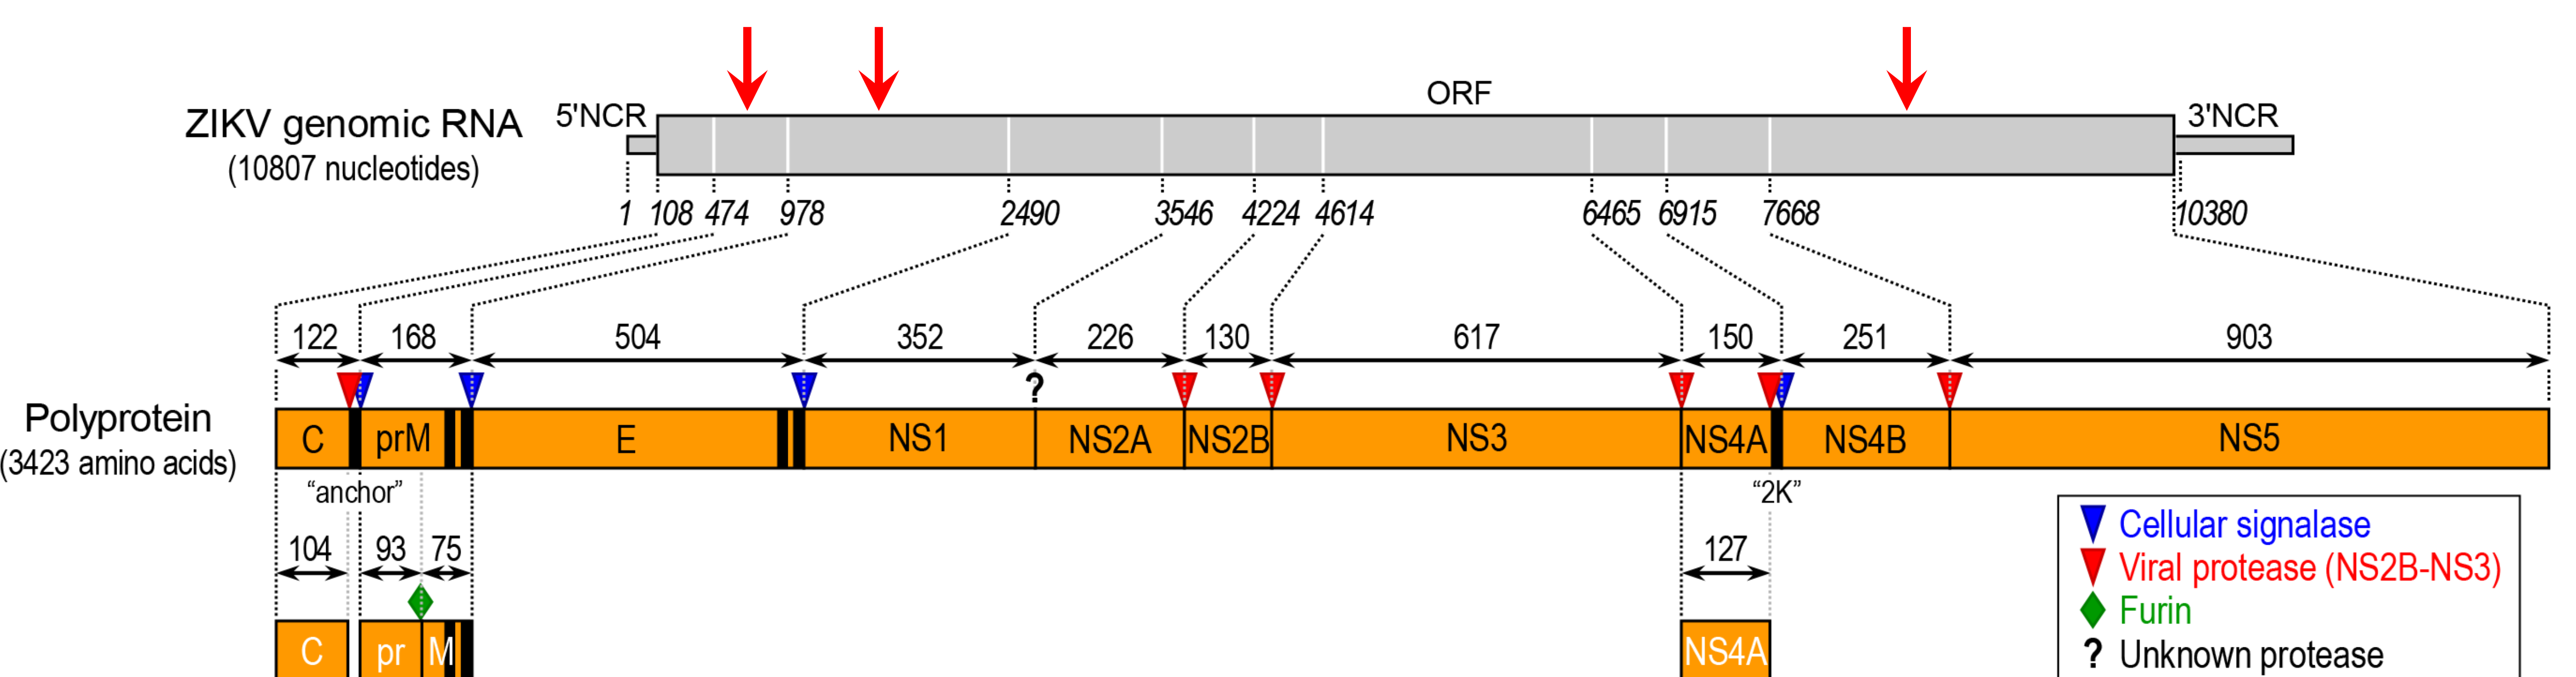 ORF
5'NCR
3'NCR
ZIKV genomic RNA
(10807 nucleotides)
1 108 474 978 2490 3546 4224 4614 6465 6915 7668 10380
122 168 504 352 226 130 617 150 251 903
?
Polyprotein
(3423 amino acids)
C prM E NS1 NS2A NS2B NS3 NS4A NS4B NS5
“anchor” “2K”
104 93 75 127
C pr M NS4A
Cellular signalase
Viral protease (NS2B-NS3)
Furin
? Unknown protease